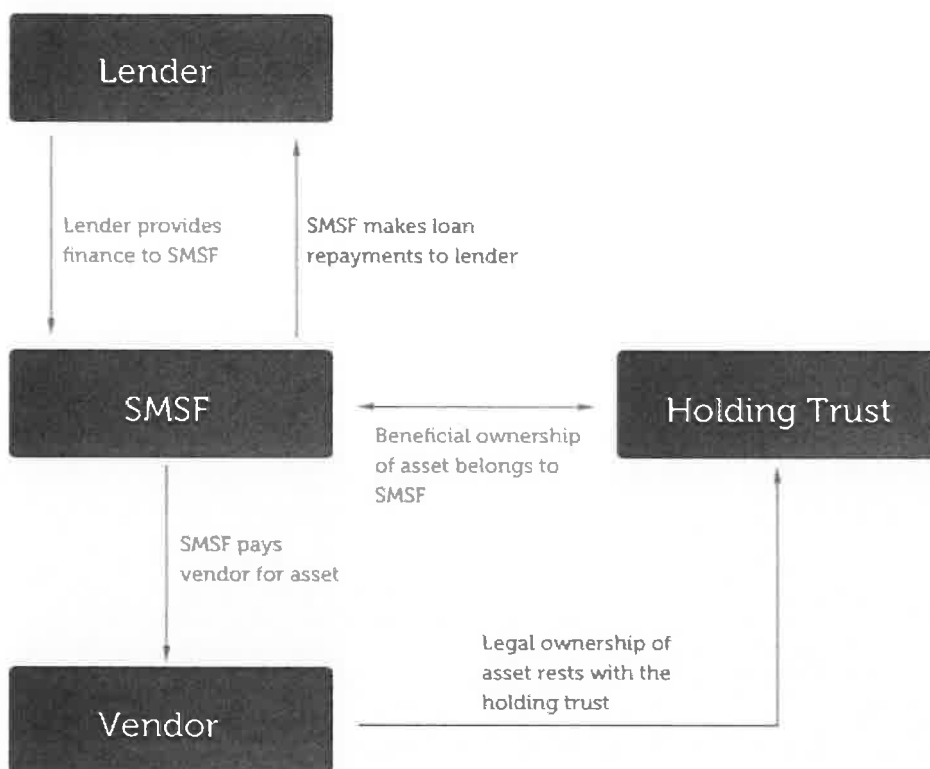 Lender
Lender provides
finance to SMSF
SMSF makes loan
repayments to lender
SMSF
Holding Trust
Beneficial ownership
of asset belongs to
SMSF
SMSF pays
vendor for asset
Legal ownership of
asset rests with the
holding trust
Vendor